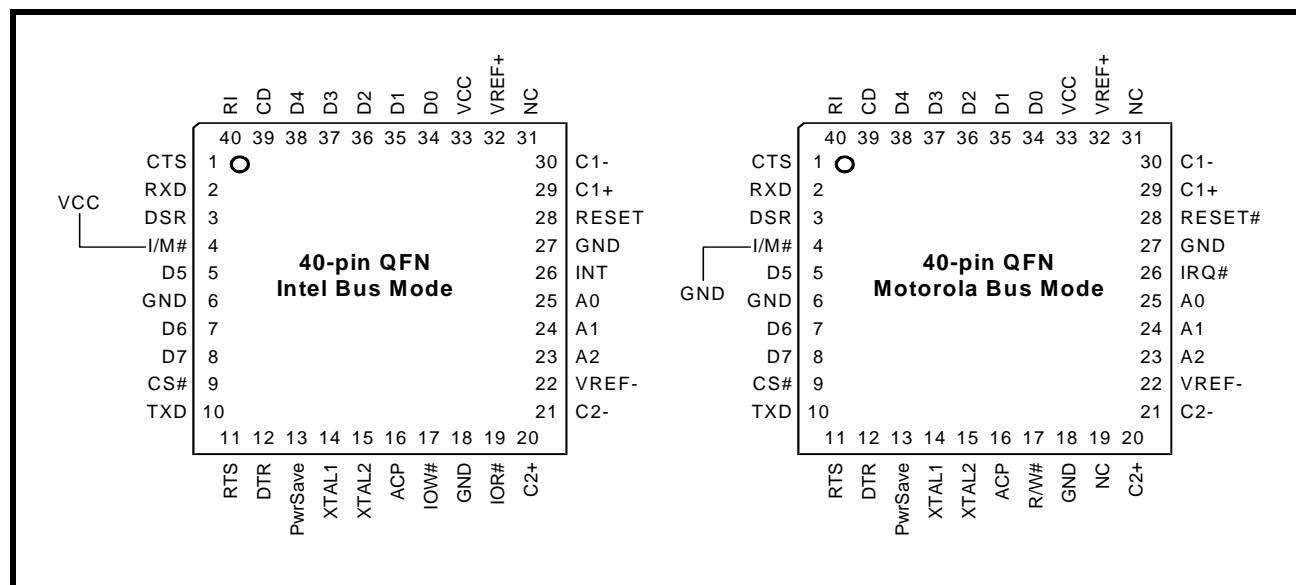 RI CD D4 D3 D2 D1 D0 VCC VREF+ NC
40 39 38 37 36 35 34 33 32 31
CTS 1 30 C1-
RXD 2 29 C1+
VCC
DSR 3 28 RESET
I/M# 4 27 GND
D5 5 26 INT
GND 6 25 A0
D6 7 24 A1
D7 8 23 A2
CS# 9 22 VREF-
TXD 10 21 C2-
40-pin QFN
Intel Bus Mode
11 12 13 14 15 16 17 18 19 20
RTS DTR PwrSave XTAL1 XTAL2 ACP IOW# GND IOR# C2+
RI CD D4 D3 D2 D1 D0 VCC VREF+ NC
40 39 38 37 36 35 34 33 32 31
CTS 1 30 C1-
RXD 2 29 C1+
DSR 3 28 RESET#
I/M# 4 27 GND
D5 5 26 IRQ#
GND
GND 6 25 A0
D6 7 24 A1
D7 8 23 A2
CS# 9 22 VREF-
TXD 10 21 C2-
40-pin QFN
Motorola Bus Mode
11 12 13 14 15 16 17 18 19 20
RTS DTR PwrSave XTAL1 XTAL2 ACP R/W# GND NC C2+